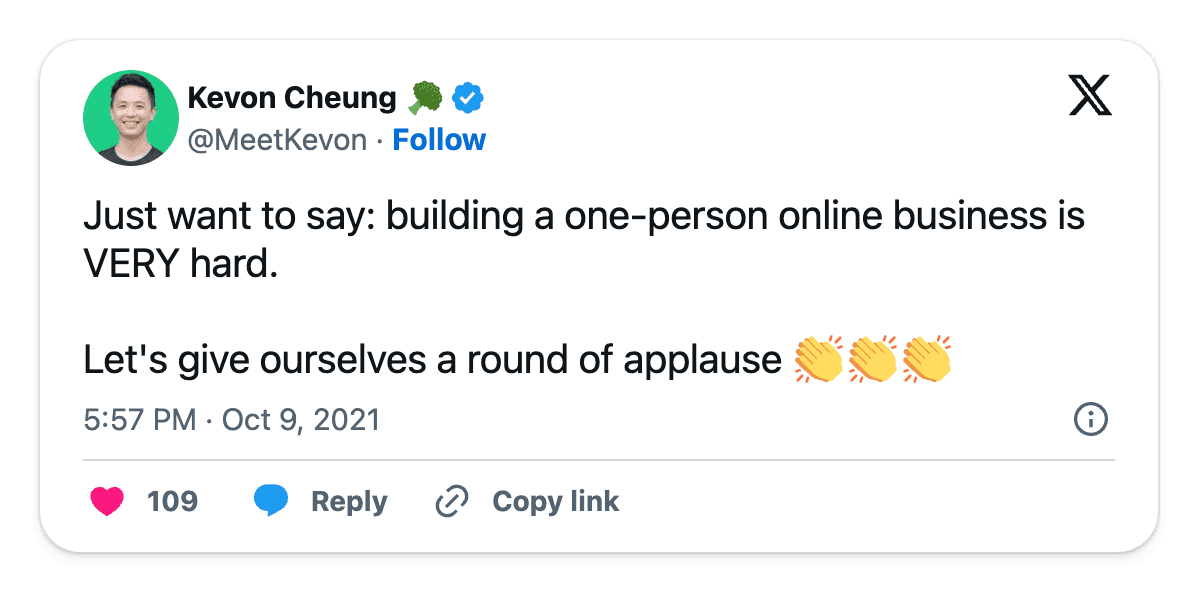 Kevon Cheung 🥦
@MeetKevon · Follow
Just want to say: building a one-person online business is
VERY hard.
Let's give ourselves a round of applause 👏👏👏
5:57 PM · Oct 9, 2021
109 Reply Copy link